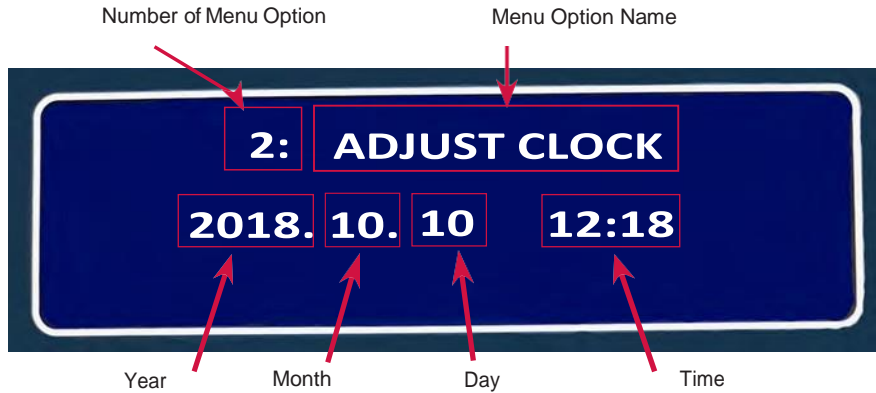 Number of Menu Option Menu Option Name
2: ADJUST CLOCK
2018. 10. 10 12:18
Year Month Day Time